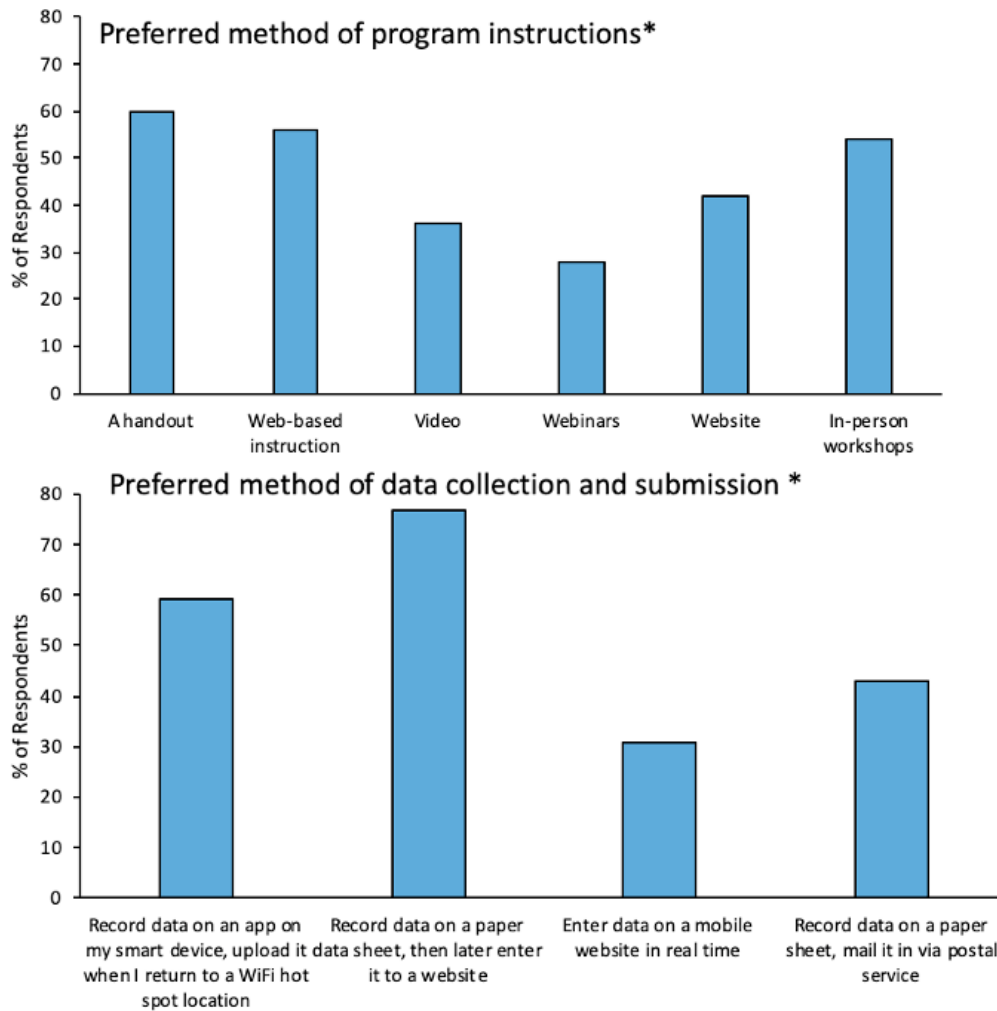 Preferred method of program instructions*
80
70
60
50
40
30
20
10
0
% of Respondents
A handout
Web-based
instruction
Video
Webinars
Website
In-person
workshops
Preferred method of data collection and submission *
80
70
60
50
40
30
20
10
0
% of Respondents
Record data on an app on
my smart device, upload it
when I return to a WiFi hot
spot location
Record data on a paper
data sheet, then later enter
it to a website
Enter data on a mobile
website in real time
Record data on a paper
sheet, mail it in via postal
service